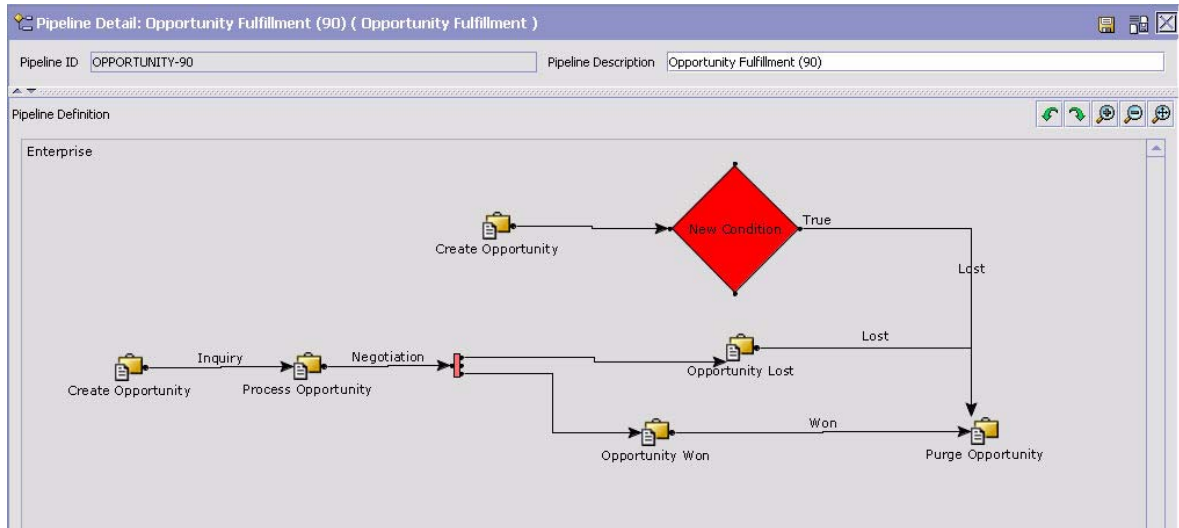 Pipeline Detail: Opportunity Fulfillment (90) ( Opportunity Fulfillment )
Pipeline ID OPPORTUNITY-90 Pipeline Description Opportunity Fulfillment (90)
Pipeline Definition
Enterprise
New Condition
True
Create Opportunity
Lost
Lost
Inquiry
Negotiation
Create Opportunity
Process Opportunity
Opportunity Lost
Won
Opportunity Won
Purge Opportunity